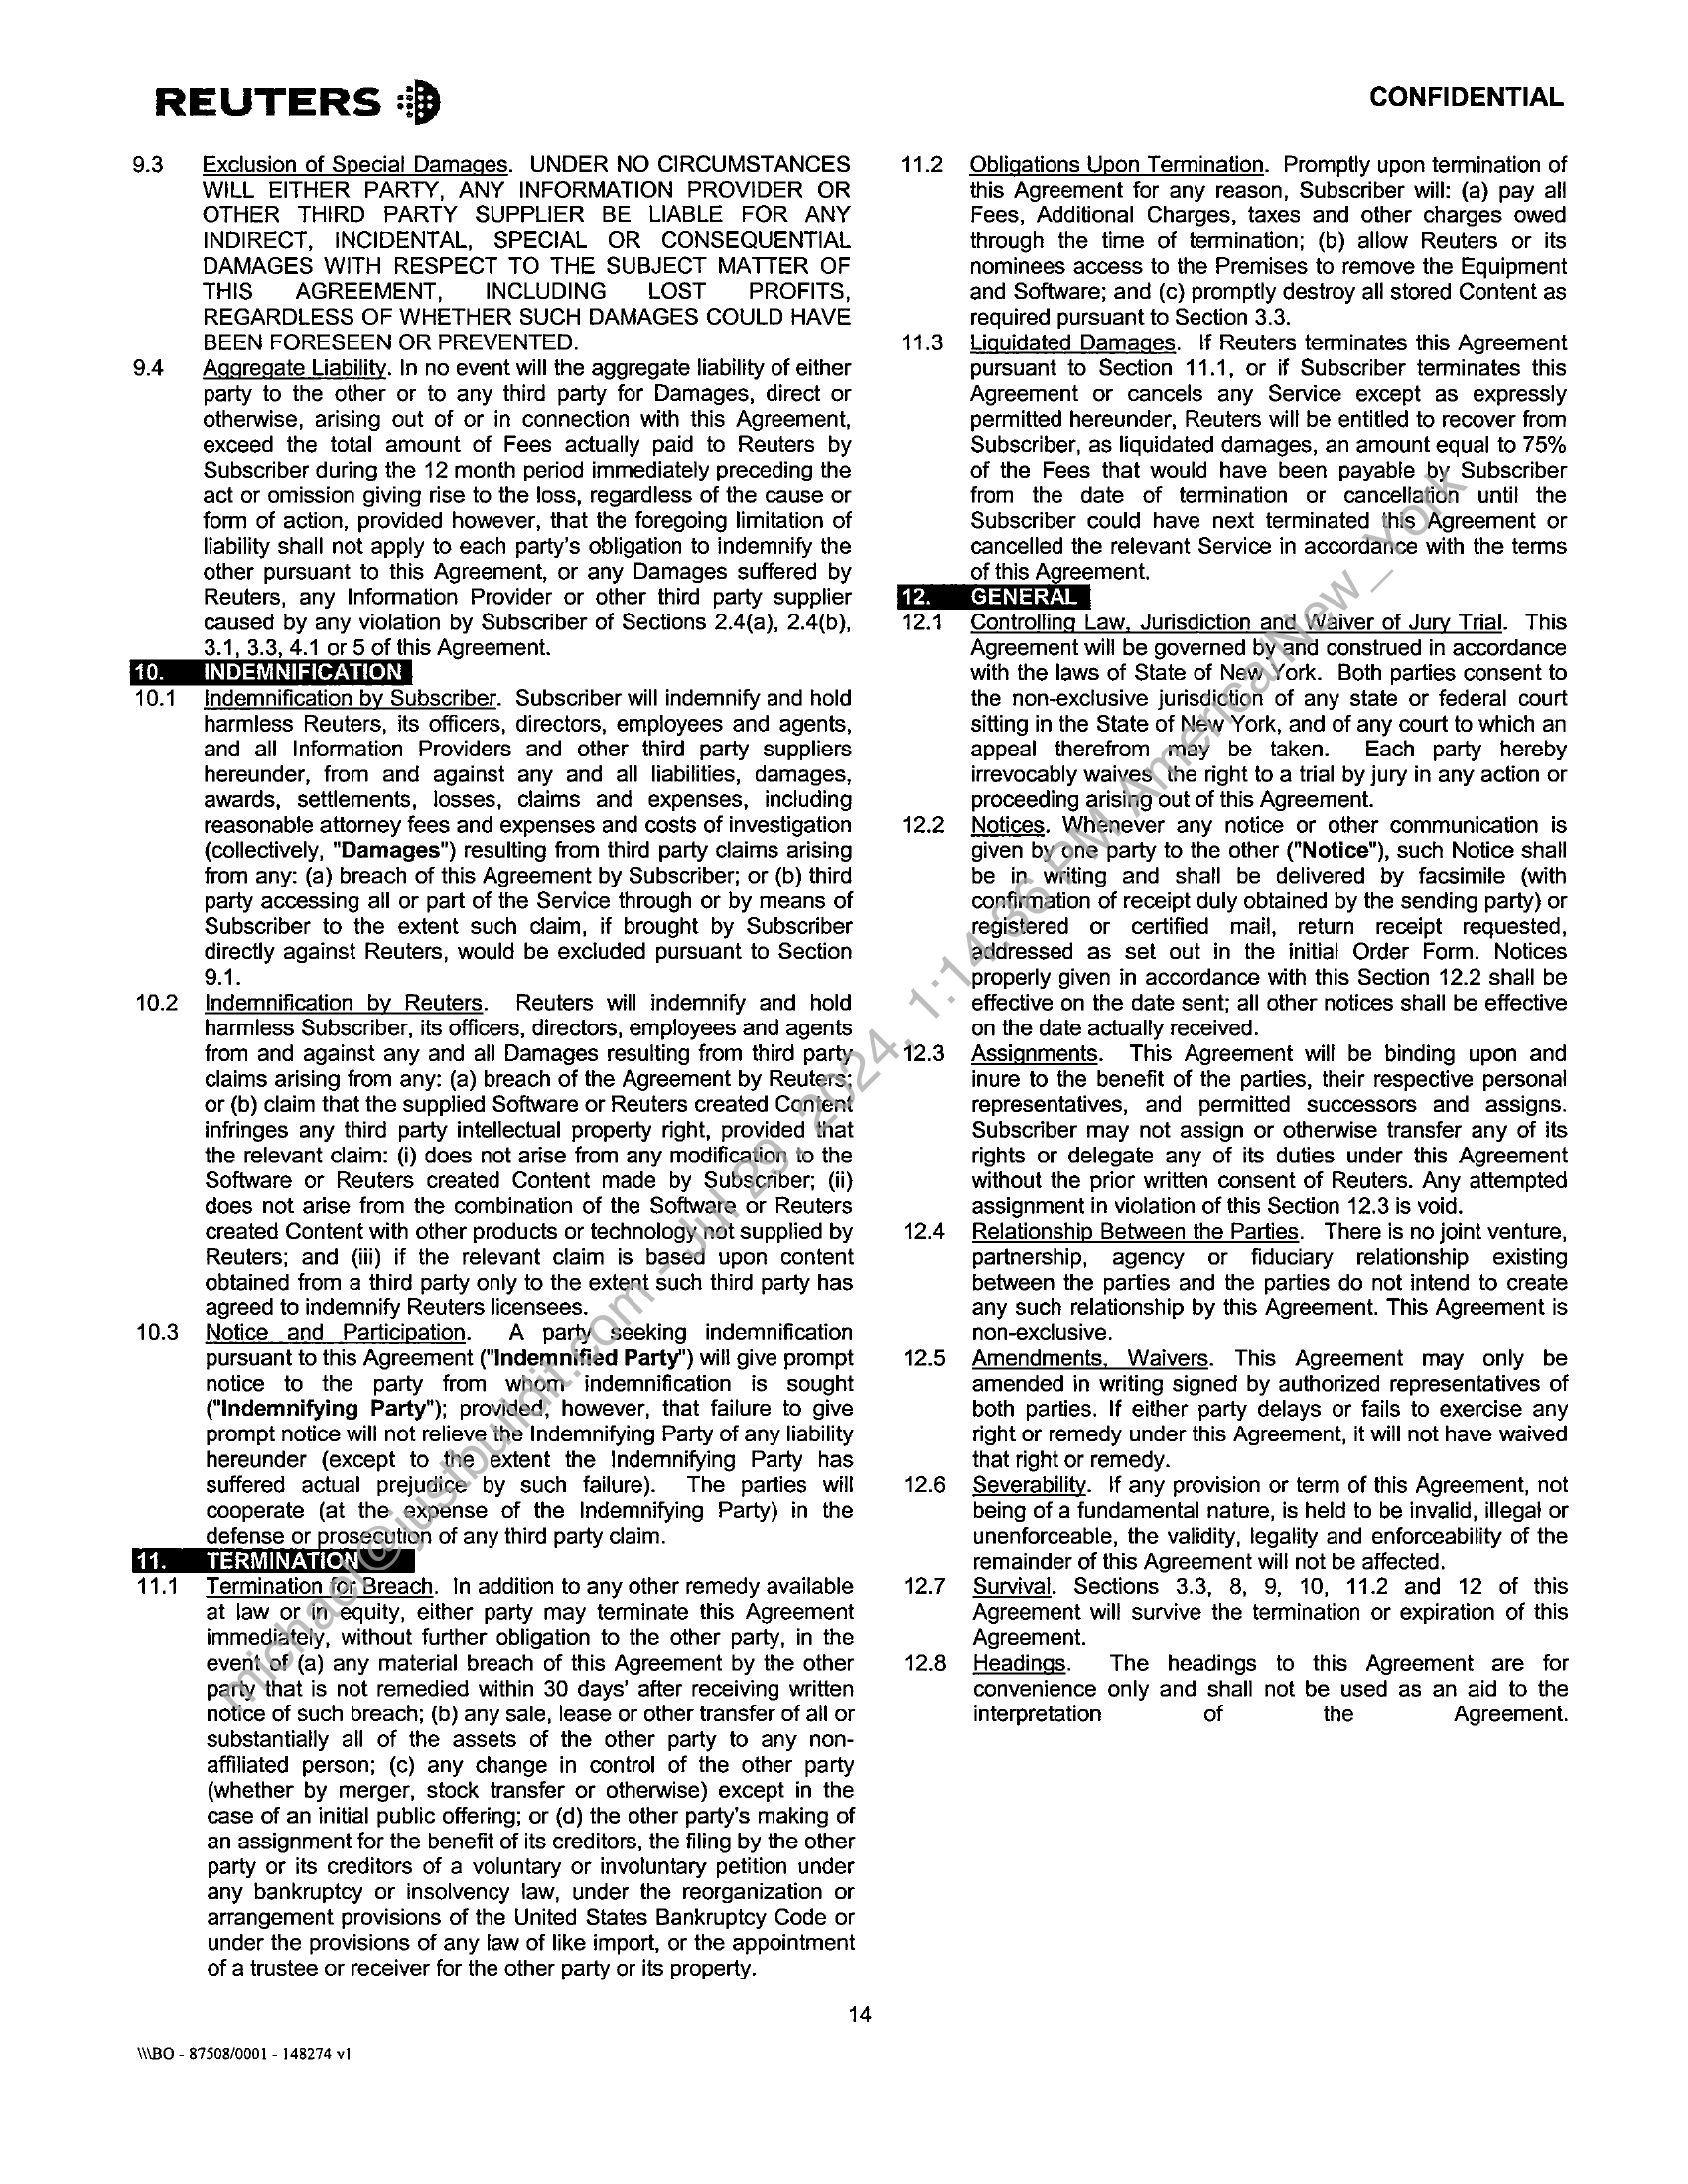 REUTERS
CONFIDENTIAL
9.3 Exclusion of Special Damages. UNDER NO CIRCUMSTANCES
WILL EITHER PARTY, ANY INFORMATION PROVIDER OR
OTHER THIRD PARTY SUPPLIER BE LIABLE FOR ANY
INDIRECT, INCIDENTAL, SPECIAL OR CONSEQUENTIAL
DAMAGES WITH RESPECT TO THE SUBJECT MATTER OF
THIS AGREEMENT, INCLUDING LOST PROFITS,
REGARDLESS OF WHETHER SUCH DAMAGES COULD HAVE
BEEN FORESEEN OR PREVENTED.
9.4 Aggregate Liability. In no event will the aggregate liability of either
party to the other or to any third party for Damages, direct or
otherwise, arising out of or in connection with this Agreement,
exceed the total amount of Fees actually paid to Reuters by
Subscriber during the 12 month period immediately preceding the
act or omission giving rise to the loss, regardless of the cause or
form of action, provided however, that the foregoing limitation of
liability shall not apply to each party's obligation to indemnify the
other pursuant to this Agreement, or any Damages suffered by
Reuters, any Information Provider or other third party supplier
caused by any violation by Subscriber of Sections 2.4(a), 2.4(b),
3.1, 3.3, 4.1 or 5 of this Agreement.
10. INDEMNIFICATION
10.1 Indemnification by Subscriber. Subscriber will indemnify and hold
harmless Reuters, its officers, directors, employees and agents,
and all Information Providers and other third party suppliers
hereunder, from and against any and all liabilities, damages,
awards, settlements, losses, claims and expenses, including
reasonable attorney fees and expenses and costs of investigation
(collectively, "Damages") resulting from third party claims arising
from any: (a) breach of this Agreement by Subscriber; or (b) third
party accessing all or part of the Service through or by means of
Subscriber to the extent such claim, if brought by Subscriber
directly against Reuters, would be excluded pursuant to Section
9.1.
10.2 Indemnification by Reuters. Reuters will indemnify and hold
harmless Subscriber, its officers, directors, employees and agents
from and against any and all Damages resulting from third party
claims arising from any: (a) breach of the Agreement by Reuters;
or (b) claim that the supplied Software or Reuters created Content
infringes any third party intellectual property right, provided that
the relevant claim: (i) does not arise from any modification to the
Software or Reuters created Content made by Subscriber; (ii)
does not arise from the combination of the Software or Reuters
created Content with other products or technology not supplied by
Reuters; and (iii) if the relevant claim is based upon content
obtained from a third party only to the extent such third party has
agreed to indemnify Reuters licensees.
10.3 Notice and Participation. A party seeking indemnification
pursuant to this Agreement ("Indemnified Party") will give prompt
notice to the party from whom indemnification is sought
("Indemnifying Party"); provided, however, that failure to give
prompt notice will not relieve the Indemnifying Party of any liability
hereunder (except to the extent the Indemnifying Party has
suffered actual prejudice by such failure). The parties will
cooperate (at the expense of the Indemnifying Party) in the
defense or prosecution of any third party claim.
11. TERMINATION
11.1 Termination for Breach. In addition to any other remedy available
at law or in equity, either party may terminate this Agreement
immediately, without further obligation to the other party, in the
event of (a) any material breach of this Agreement by the other
party that is not remedied within 30 days' after receiving written
notice of such breach; (b) any sale, lease or other transfer of all or
substantially all of the assets of the other party to any non-
affiliated person; (c) any change in control of the other party
(whether by merger, stock transfer or otherwise) except in the
case of an initial public offering; or (d) the other party's making of
an assignment for the benefit of its creditors, the filing by the other
party or its creditors of a voluntary or involuntary petition under
any bankruptcy or insolvency law, under the reorganization or
arrangement provisions of the United States Bankruptcy Code or
under the provisions of any law of like import, or the appointment
of a trustee or receiver for the other party or its property.
11.2 Obligations Upon Termination. Promptly upon termination of
this Agreement for any reason, Subscriber will: (a) pay all
Fees, Additional Charges, taxes and other charges owed
through the time of termination; (b) allow Reuters or its
nominees access to the Premises to remove the Equipment
and Software; and (c) promptly destroy all stored Content as
required pursuant to Section 3.3.
11.3 Liquidated Damages. If Reuters terminates this Agreement
pursuant to Section 11.1, or if Subscriber terminates this
Agreement or cancels any Service except as expressly
permitted hereunder, Reuters will be entitled to recover from
Subscriber, as liquidated damages, an amount equal to 75%
of the Fees that would have been payable by Subscriber
from the date of termination or cancellation until the
Subscriber could have next terminated this Agreement or
cancelled the relevant Service in accordance with the terms
of this Agreement.
12. GENERAL
12.1 Controlling Law, Jurisdiction and Waiver of Jury Trial. This
Agreement will be governed by and construed in accordance
with the laws of State of New York. Both parties consent to
the non-exclusive jurisdiction of any state or federal court
sitting in the State of New York, and of any court to which an
appeal therefrom may be taken. Each party hereby
irrevocably waives the right to a trial by jury in any action or
proceeding arising out of this Agreement.
12.2 Notices. Whenever any notice or other communication is
given by one party to the other ("Notice"), such Notice shall
be in writing and shall be delivered by facsimile (with
confirmation of receipt duly obtained by the sending party) or
registered or certified mail, return receipt requested,
addressed as set out in the initial Order Form. Notices
properly given in accordance with this Section 12.2 shall be
effective on the date sent; all other notices shall be effective
on the date actually received.
12.3 Assignments. This Agreement will be binding upon and
inure to the benefit of the parties, their respective personal
representatives, and permitted successors and assigns.
Subscriber may not assign or otherwise transfer any of its
rights or delegate any of its duties under this Agreement
without the prior written consent of Reuters. Any attempted
assignment in violation of this Section 12.3 is void.
12.4 Relationship Between the Parties. There is no joint venture,
partnership, agency or fiduciary relationship existing
between the parties and the parties do not intend to create
any such relationship by this Agreement. This Agreement is
non-exclusive.
12.5 Amendments, Waivers. This Agreement may only be
amended in writing signed by authorized representatives of
both parties. If either party delays or fails to exercise any
right or remedy under this Agreement, it will not have waived
that right or remedy.
12.6 Severability. If any provision or term of this Agreement, not
being of a fundamental nature, is held to be invalid, illegal or
unenforceable, the validity, legality and enforceability of the
remainder of this Agreement will not be affected.
12.7 Survival. Sections 3.3, 8, 9, 10, 11.2 and 12 of this
Agreement will survive the termination or expiration of this
Agreement.
12.8 Headings. The headings to this Agreement are for
convenience only and shall not be used as an aid to the
interpretation of the Agreement.
14
\\\BO - 87508/0001 - 148274 v1
michael@justbuildit.com - Jul 29, 2024, 1:14:36 PM America/New_York